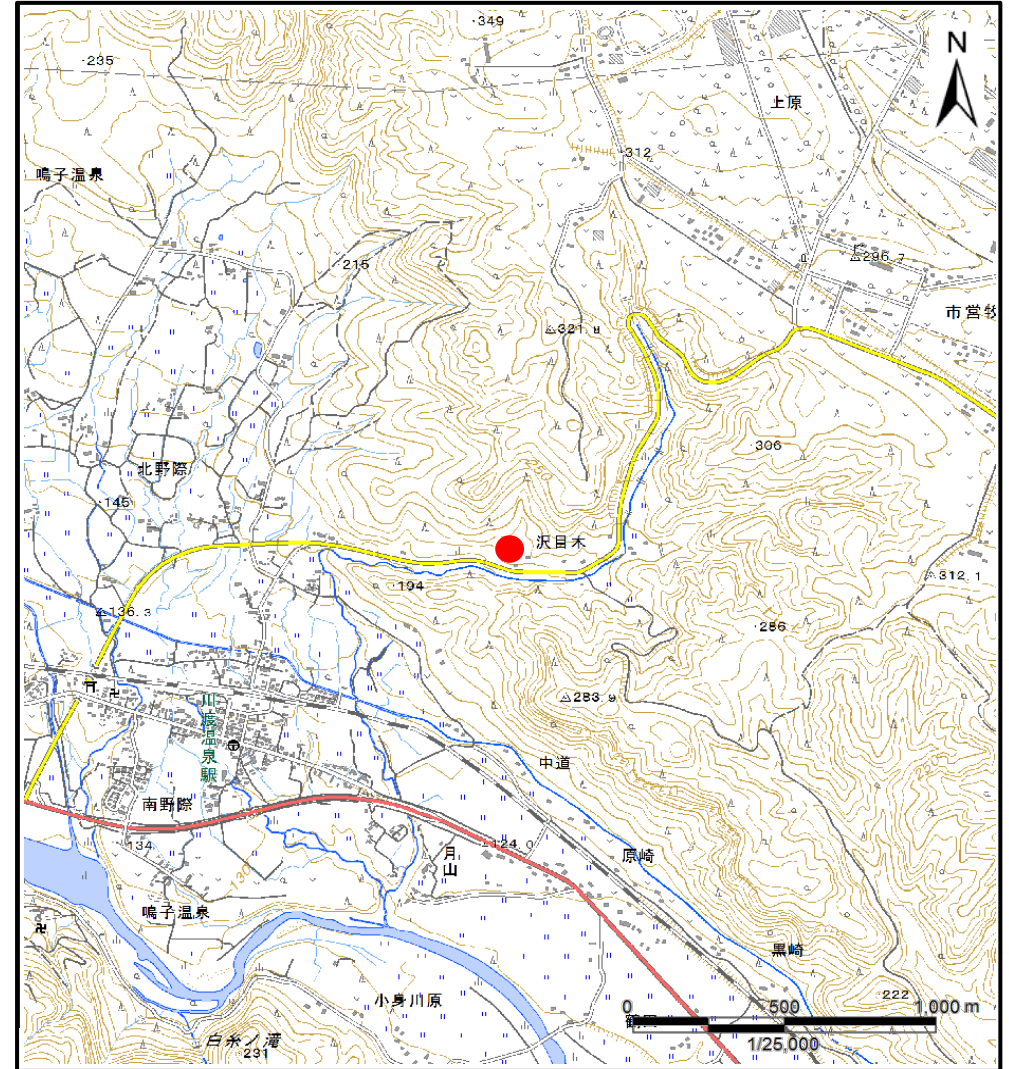 ・349
・235
N
上原
・312
鳴子温泉
296.7
・215
市営牧
321.8
306
北野際
・145
沢目木
312.1
・194
136.3
・286
283.9
川渡温泉駅
中道
南野際
134
124.0
月山
原崎
120
鳴子温泉
黒崎
222
小身川原
0 500 1,000 m
1/25,000
白糸ノ滝
231